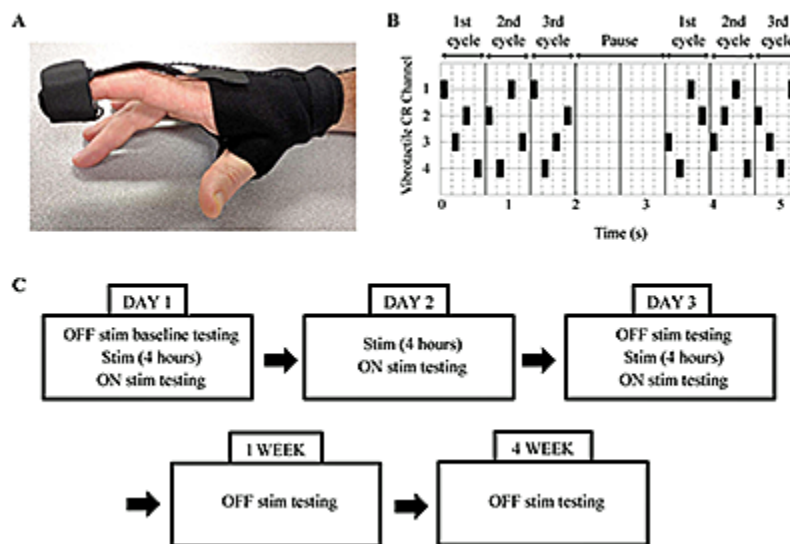 A
B
1st cycle
2nd cycle
3rd cycle
Pause
1st cycle
2nd cycle
3rd cycle
Vibrotactile CR Channel
1
2
3
4
0 1 2 3 4 5
Time (s)
C
DAY 1
OFF stim baseline testing
Stim (4 hours)
ON stim testing
DAY 2
Stim (4 hours)
ON stim testing
DAY 3
OFF stim testing
Stim (4 hours)
ON stim testing
1 WEEK
OFF stim testing
4 WEEK
OFF stim testing